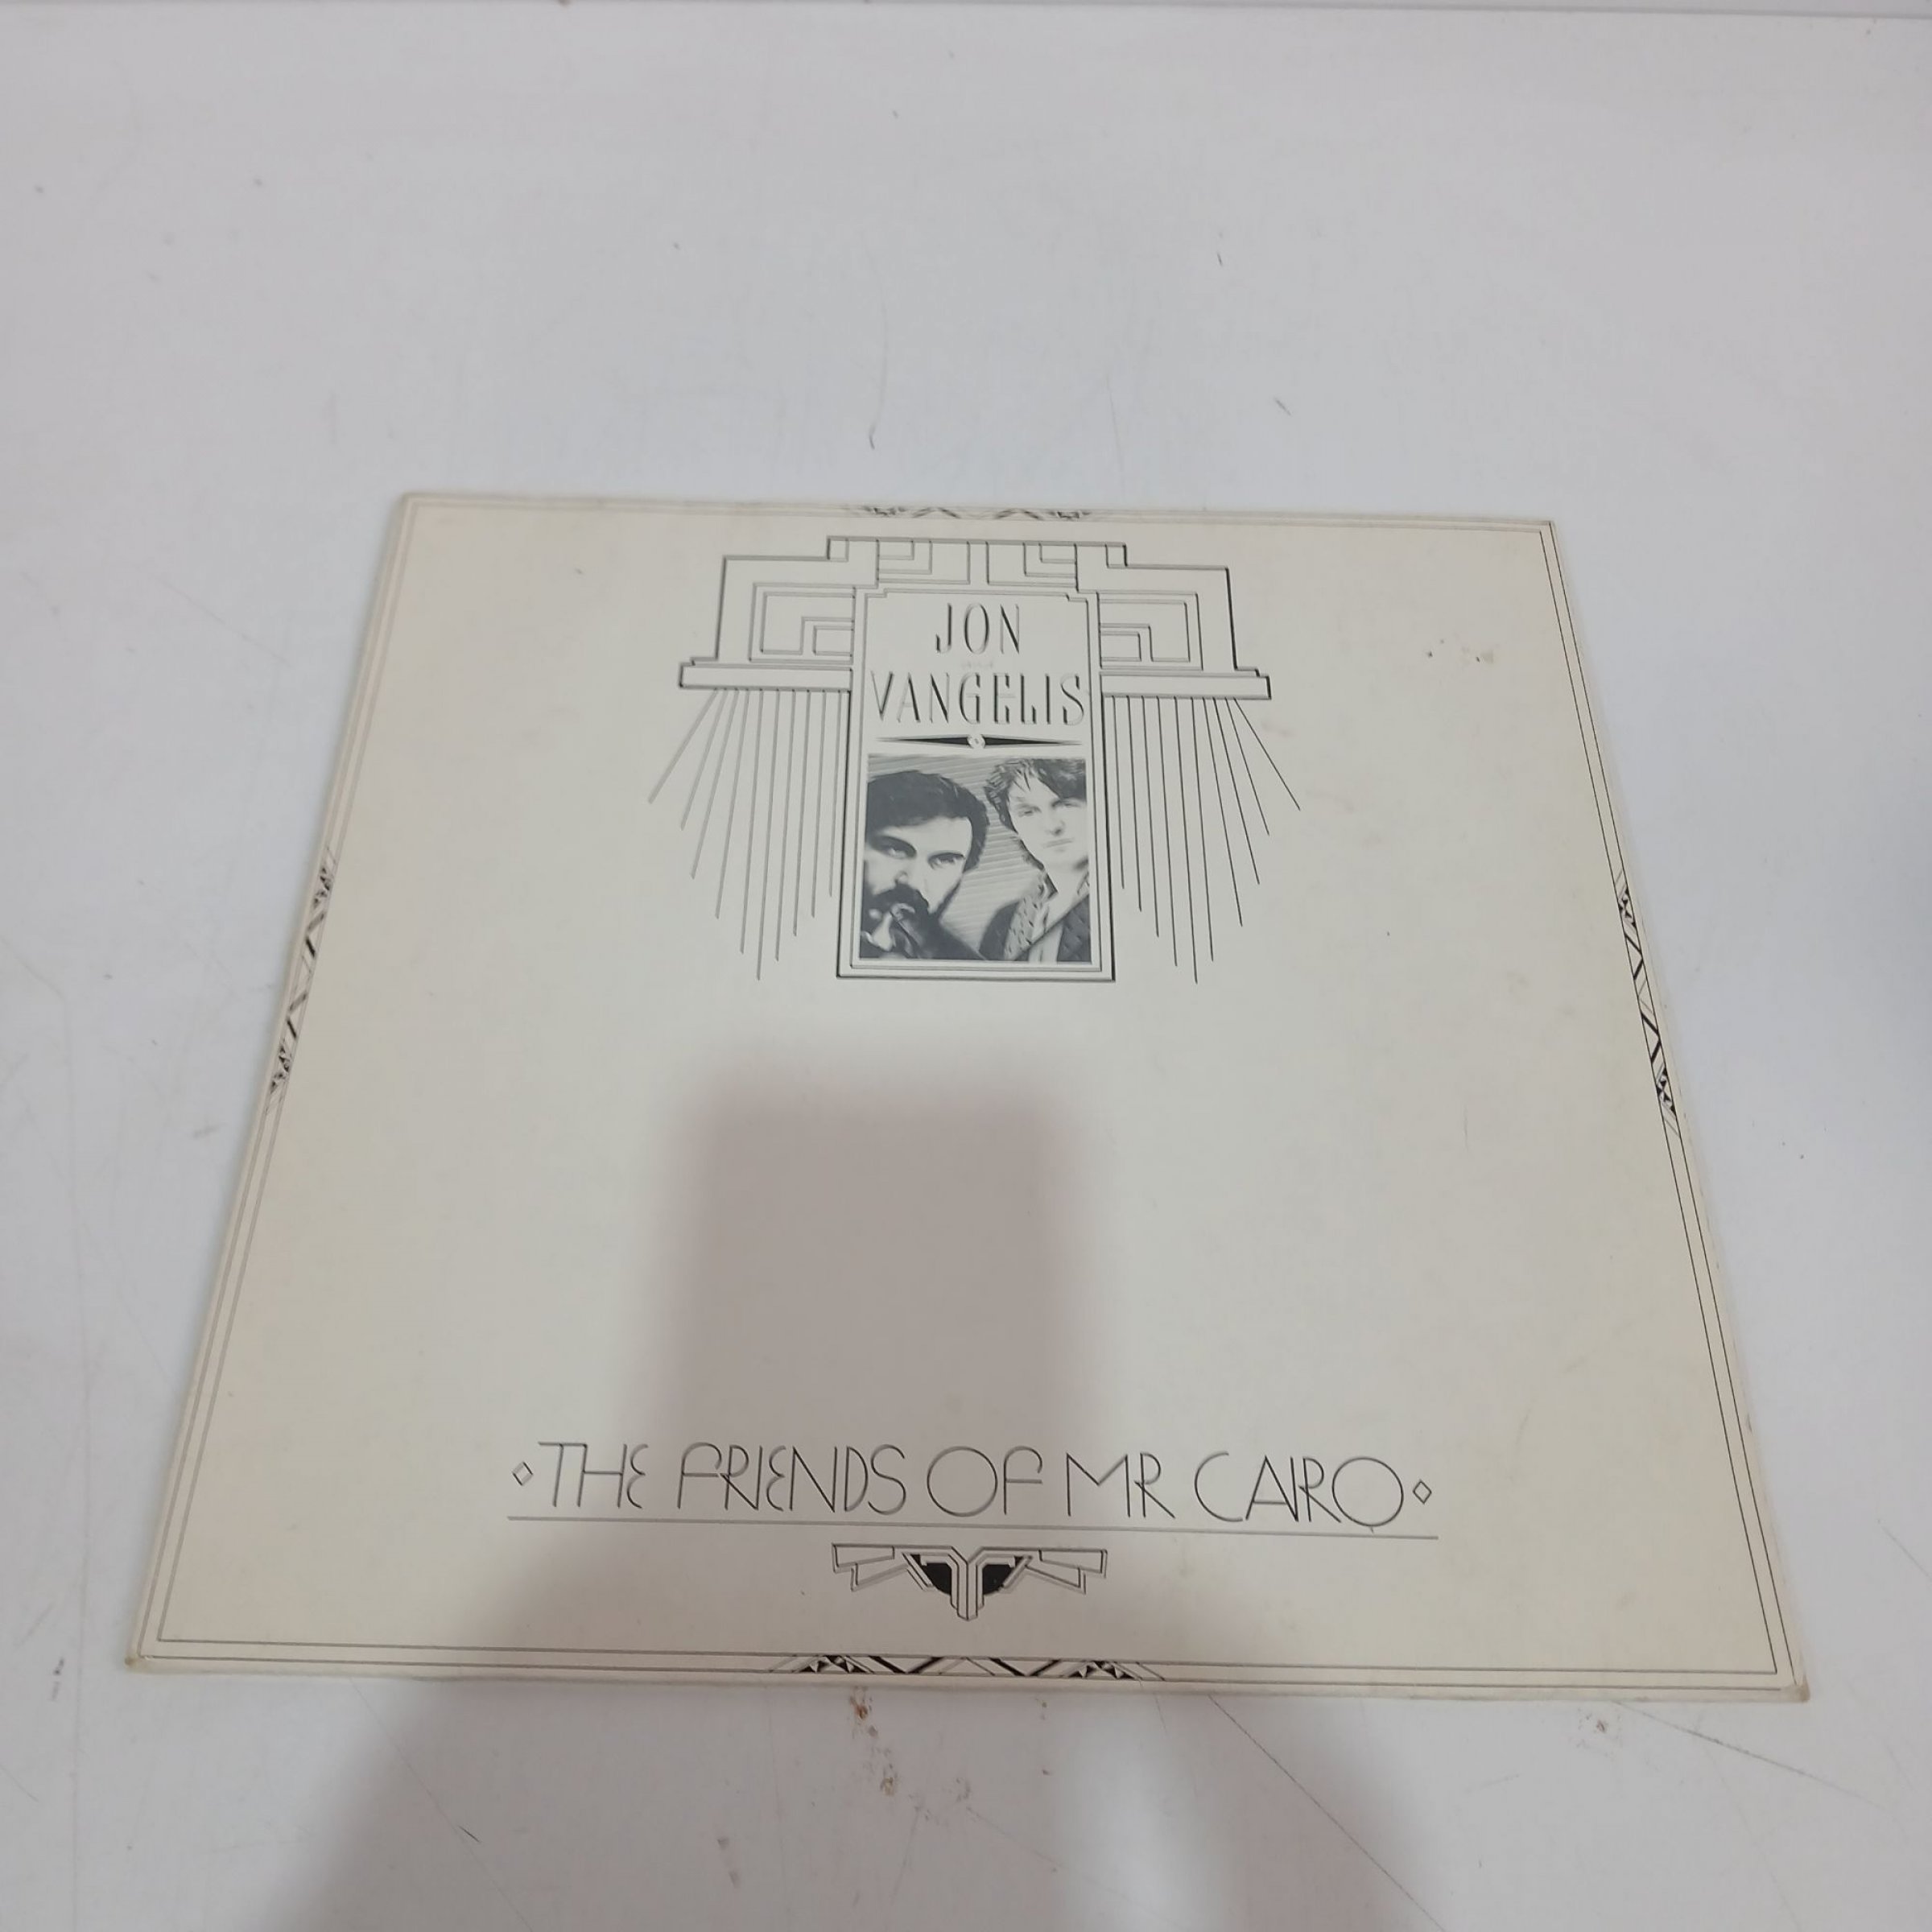 JON
VANGELIS
THE FRIENDS OF MR CAIRO